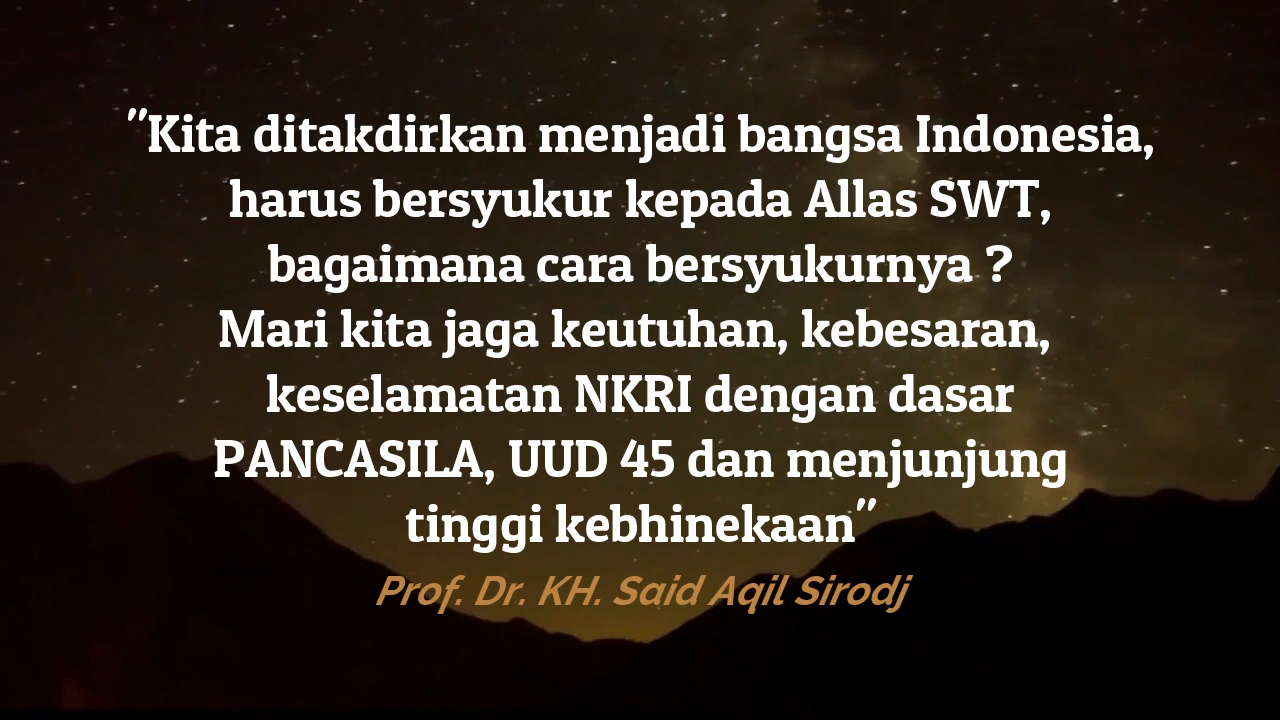 "Kita ditakdirkan menjadi bangsa Indonesia,
harus bersyukur kepada Allas SWT,
bagaimana cara bersyukurnya ?
Mari kita jaga keutuhan, kebesaran,
keselamatan NKRI dengan dasar
PANCASILA, UUD 45 dan menjunjung
tinggi kebhinekaan"
Prof. Dr. KH. Said Aqil Sirodj